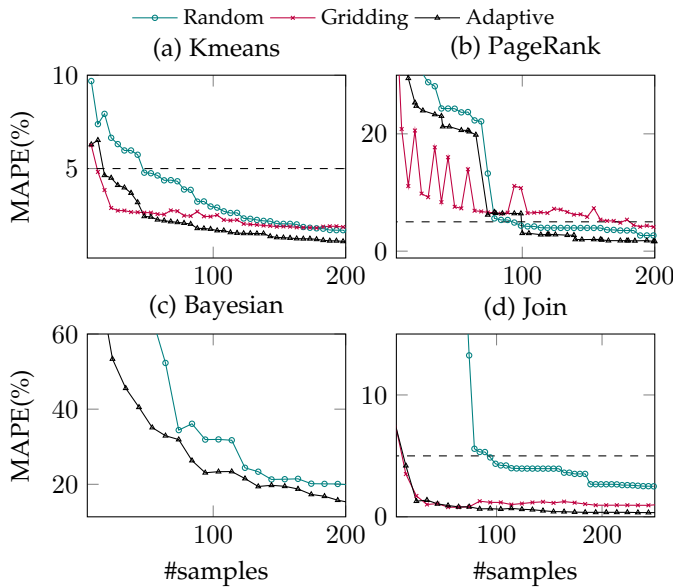 Random Gridding Adaptive
(a) Kmeans (b) PageRank
10
5
MAPE(%)
100 200
20
0
100 200
(c) Bayesian (d) Join
60
40
20
MAPE(%)
100 200
#samples
10
0
100 200
#samples